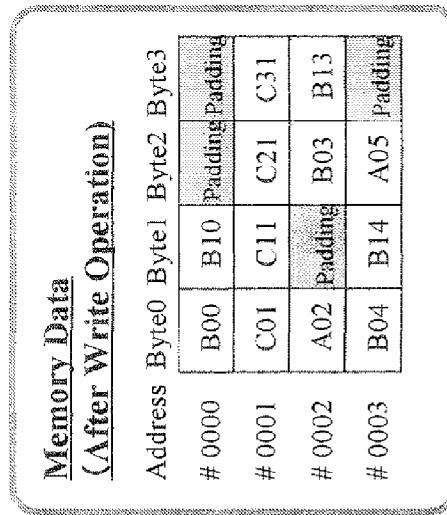 Memory Data
(After Write Operation)
Address Byte0 Byte1 Byte2 Byte3
# 0000 B00 B10 Padding Padding
# 0001 C01 C11 C21 C31
# 0002 A02 Padding B03 B13
# 0003 B04 B14 A05 Padding